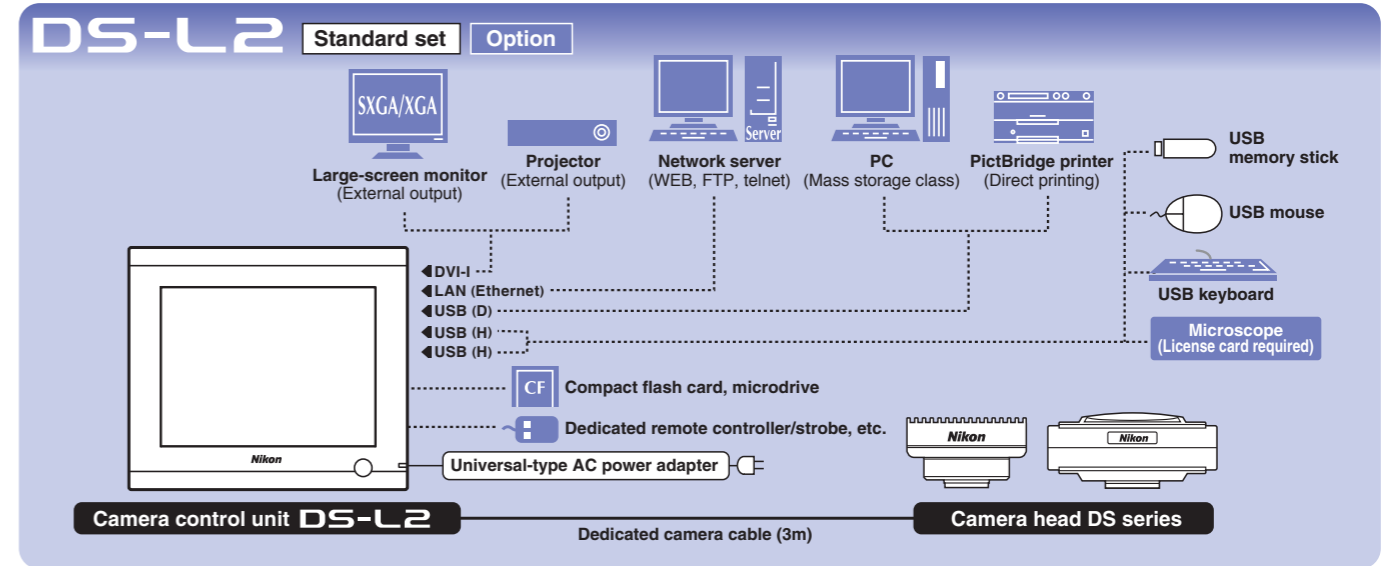 DS-L2 Standard set Option
SXGA/XGA
Server
Large-screen monitor
(External output)
Projector
(External output)
Network server
(WEB, FTP, telnet)
PC
(Mass storage class)
PictBridge printer
(Direct printing)
USB
memory stick
USB mouse
USB keyboard
Microscope
(License card required)
DVI-I
LAN (Ethernet)
USB (D)
USB (H)
USB (H)
CF Compact flash card, microdrive
Dedicated remote controller/strobe, etc.
Universal-type AC power adapter
Nikon
Nikon
Nikon
Camera control unit DS-L2
Dedicated camera cable (3m)
Camera head DS series